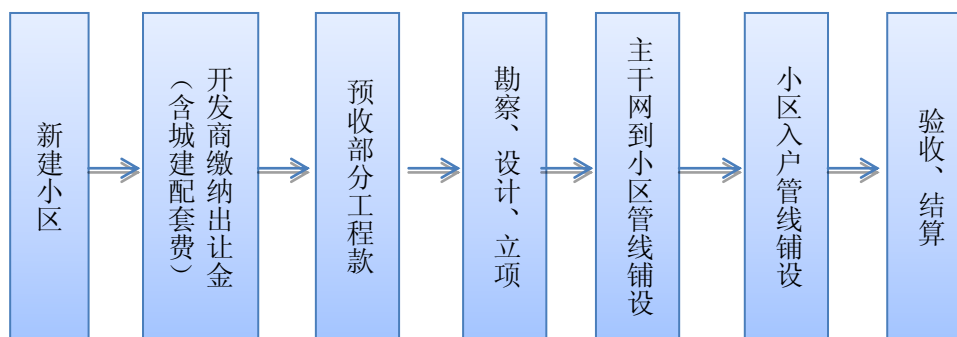 新建小区
开发商缴纳出让金
（含城建配套费）
预收部分工程款
勘察、设计、立项
主干网到小区管线铺设
小区入户管线铺设
验收、结算